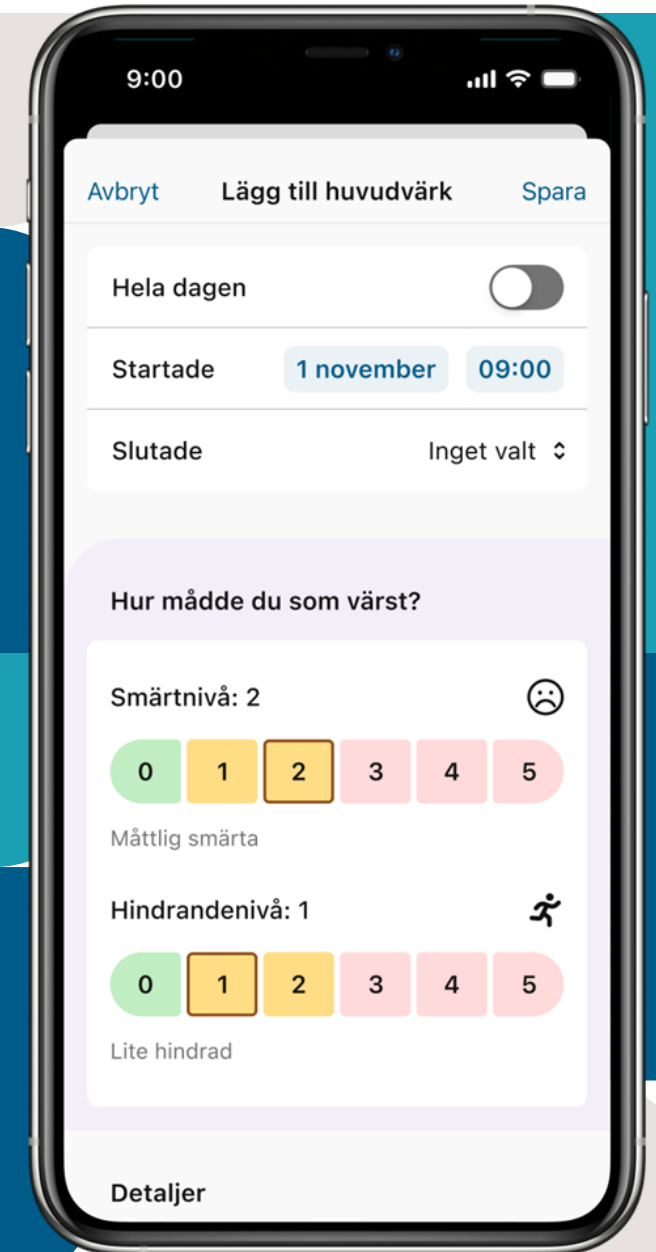 9:00
Avbryt Lägg till huvudvärk Spara
Hela dagen
Startade 1 november 09:00
Slutade Inget valt
Hur mådde du som värst?
Smärtnivå: 2
0 1 2 3 4 5
Måttlig smärta
Hindrandenivå: 1
0 1 2 3 4 5
Lite hindrad
Detaljer